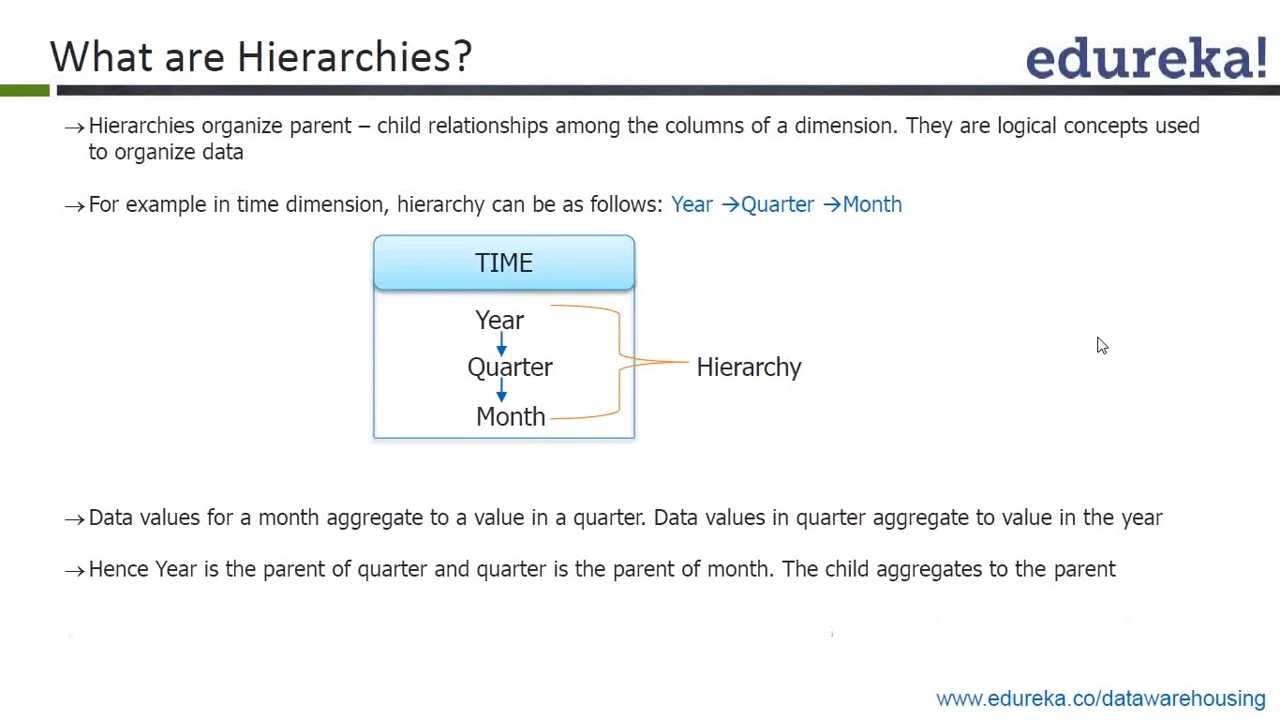 What are Hierarchies?
edureka!
→Hierarchies organize parent – child relationships among the columns of a dimension. They are logical concepts used
to organize data
→For example in time dimension, hierarchy can be as follows: Year →Quarter →Month
TIME
Year
Quarter
Hierarchy
Month
→Data values for a month aggregate to a value in a quarter. Data values in quarter aggregate to value in the year
→Hence Year is the parent of quarter and quarter is the parent of month. The child aggregates to the parent
www.edureka.co/datawarehousing